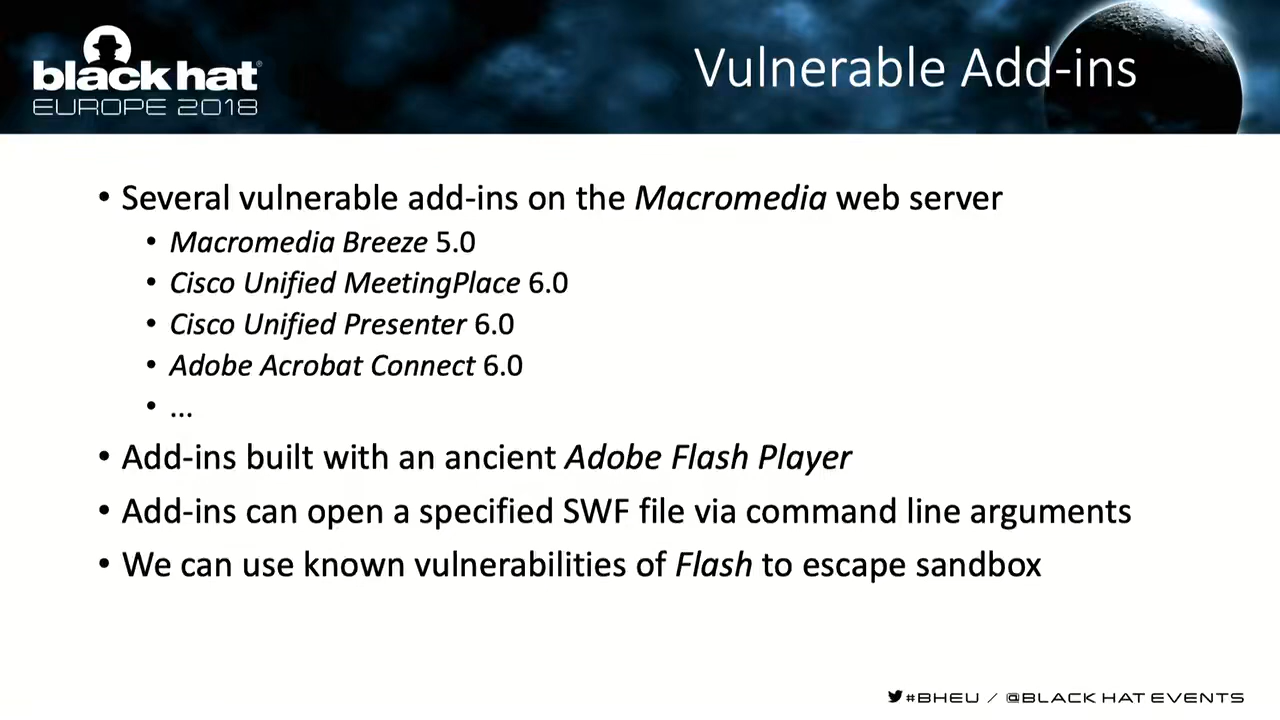 black hat®
EUROPE 2018
Vulnerable Add-ins
• Several vulnerable add-ins on the Macromedia web server
• Macromedia Breeze 5.0
• Cisco Unified MeetingPlace 6.0
• Cisco Unified Presenter 6.0
• Adobe Acrobat Connect 6.0
• ...
• Add-ins built with an ancient Adobe Flash Player
• Add-ins can open a specified SWF file via command line arguments
• We can use known vulnerabilities of Flash to escape sandbox
#BHEU / @BLACK HAT EVENTS